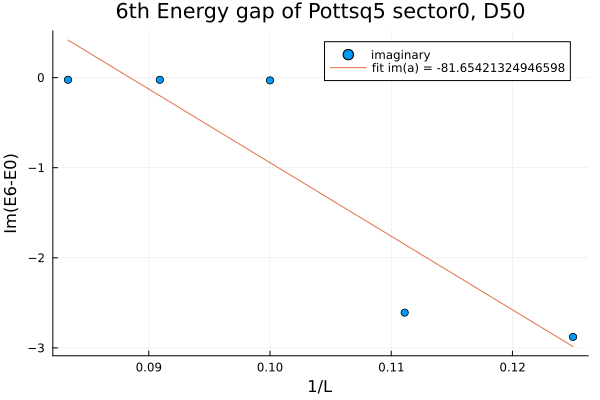 6th Energy gap of Pottsq5 sector0, D50
imaginary
fit im(a) = -81.65421324946598
Im(E6-E0)
0
−1
−2
−3
0.09
0.10
0.11
0.12
1/L